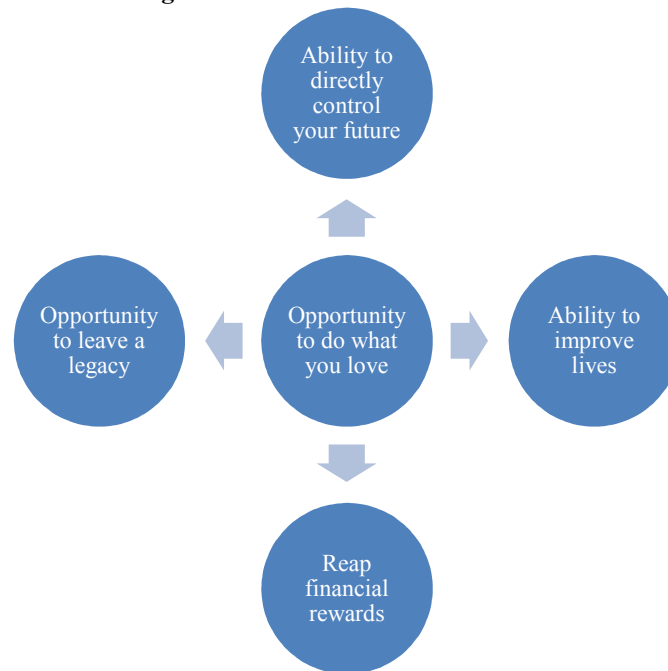 Ability to
directly
control
your future
Opportunity
to leave a
legacy
Opportunity
to do what
you love
Ability to
improve
lives
Reap
financial
rewards